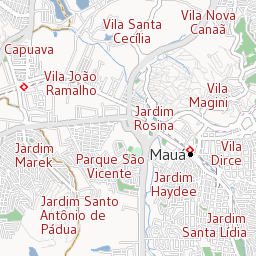 Vila Nova
Canaã
Vila Santa
Cecília
Capuava
Vila João
Ramalho
Vila
Magini
Jardim
Rosina
Jardim
Marek
Parque São
Vicente
Mauá
Vila
Dirce
Jardim
Haydee
Jardim Santo
Antônio de
Pádua
Jardim
Santa Lídia